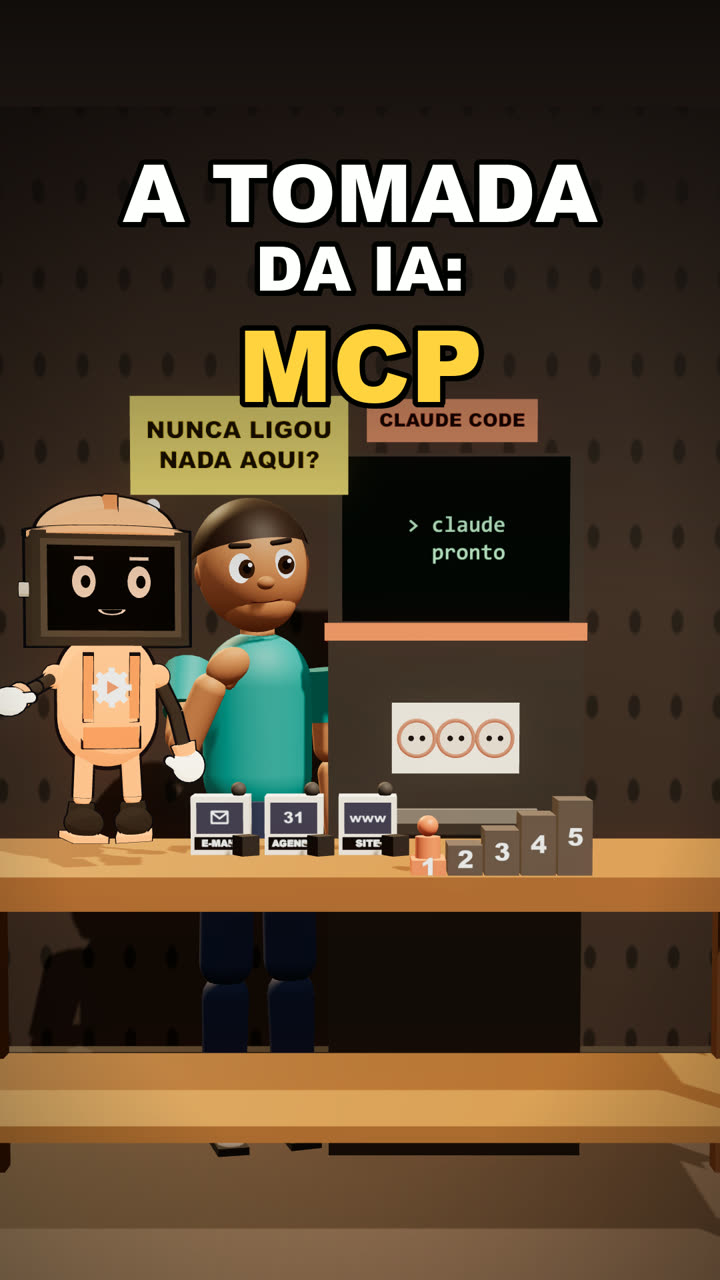 A TOMADA
DA IA:
MCP
NUNCA LIGOU
NADA AQUI?
CLAUDE CODE
> claude
pronto
31
www
SITE
1
2
3
4
5